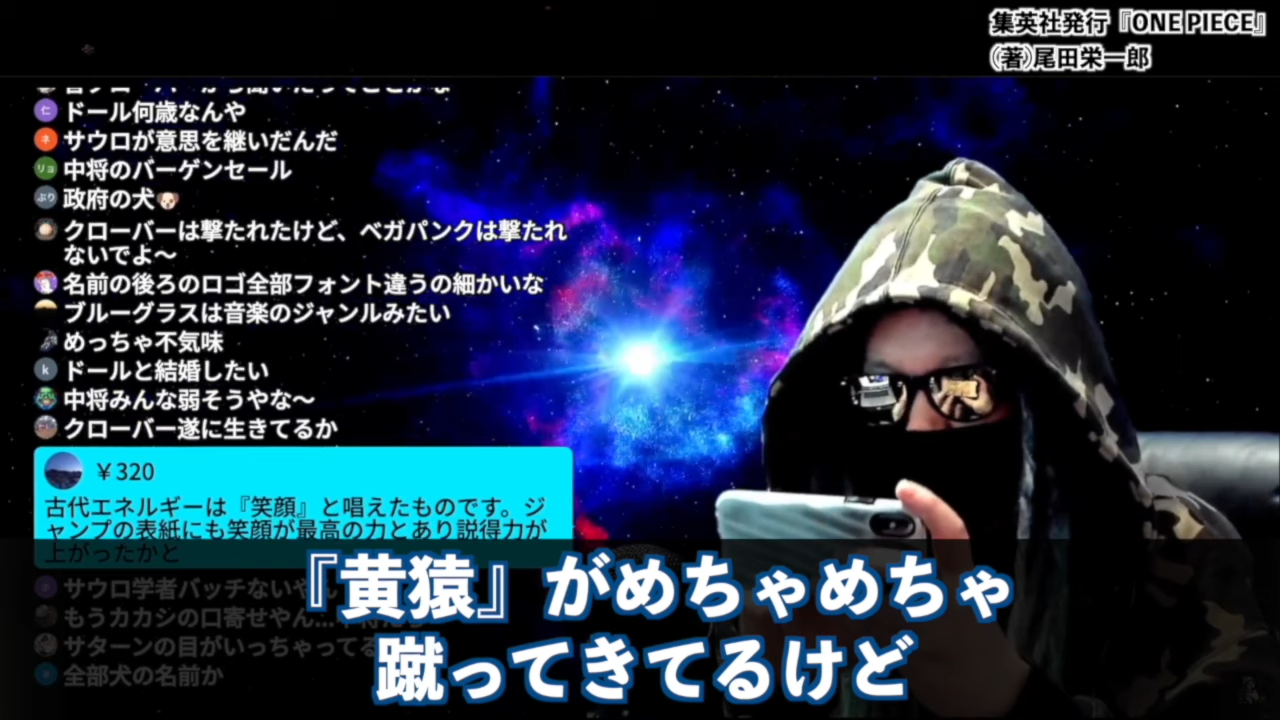 集英社発行『ONE PIECE』
(著)尾田栄一郎
ドール何歳なんや
サウロが意思を継いだんだ
中将のバーゲンセール
政府の犬🐶
クローバーは撃たれたけど、ベガパンクは撃たれ
ないでよ〜
名前の後ろのロゴ全部フォント違うの細かいな
ブルーグラスは音楽のジャンルみたい
めっちゃ不気味
ドールと結婚したい
中将みんな弱そうやな〜
クローバー遂に生きてるか
¥320
古代エネルギーは『笑顔』と唱えたものです。ジ
ャンプの表紙にも笑顔が最高の力とあり説得力が
上がったかと
サウロ学者バッチないや
もうカカシの口寄せやん...
サターンの目がいっちゃってる
全部犬の名前か
『黄猿』がめちゃめちゃ
蹴ってきてるけど